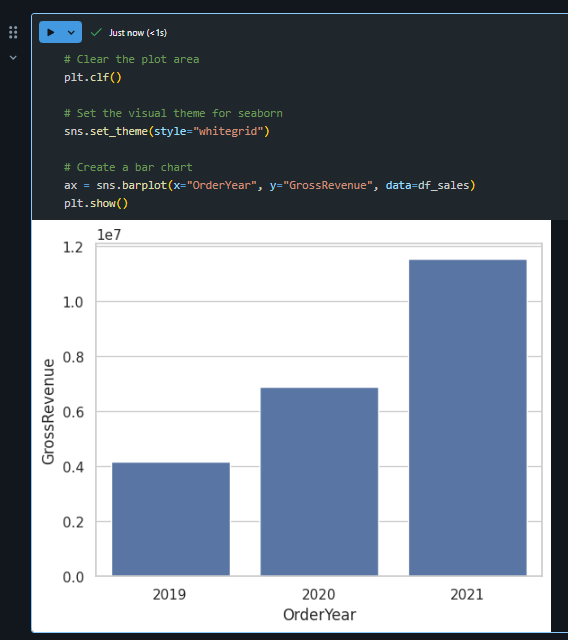 Just now (<1s)
# Clear the plot area
plt.clf()
# Set the visual theme for seaborn
sns.set_theme(style="whitegrid")
# Create a bar chart
ax = sns.barplot(x="OrderYear", y="GrossRevenue", data=df_sales)
plt.show()
1e7
1.2
1.0
0.8
0.6
0.4
0.2
0.0
GrossRevenue
2019 2020 2021
OrderYear